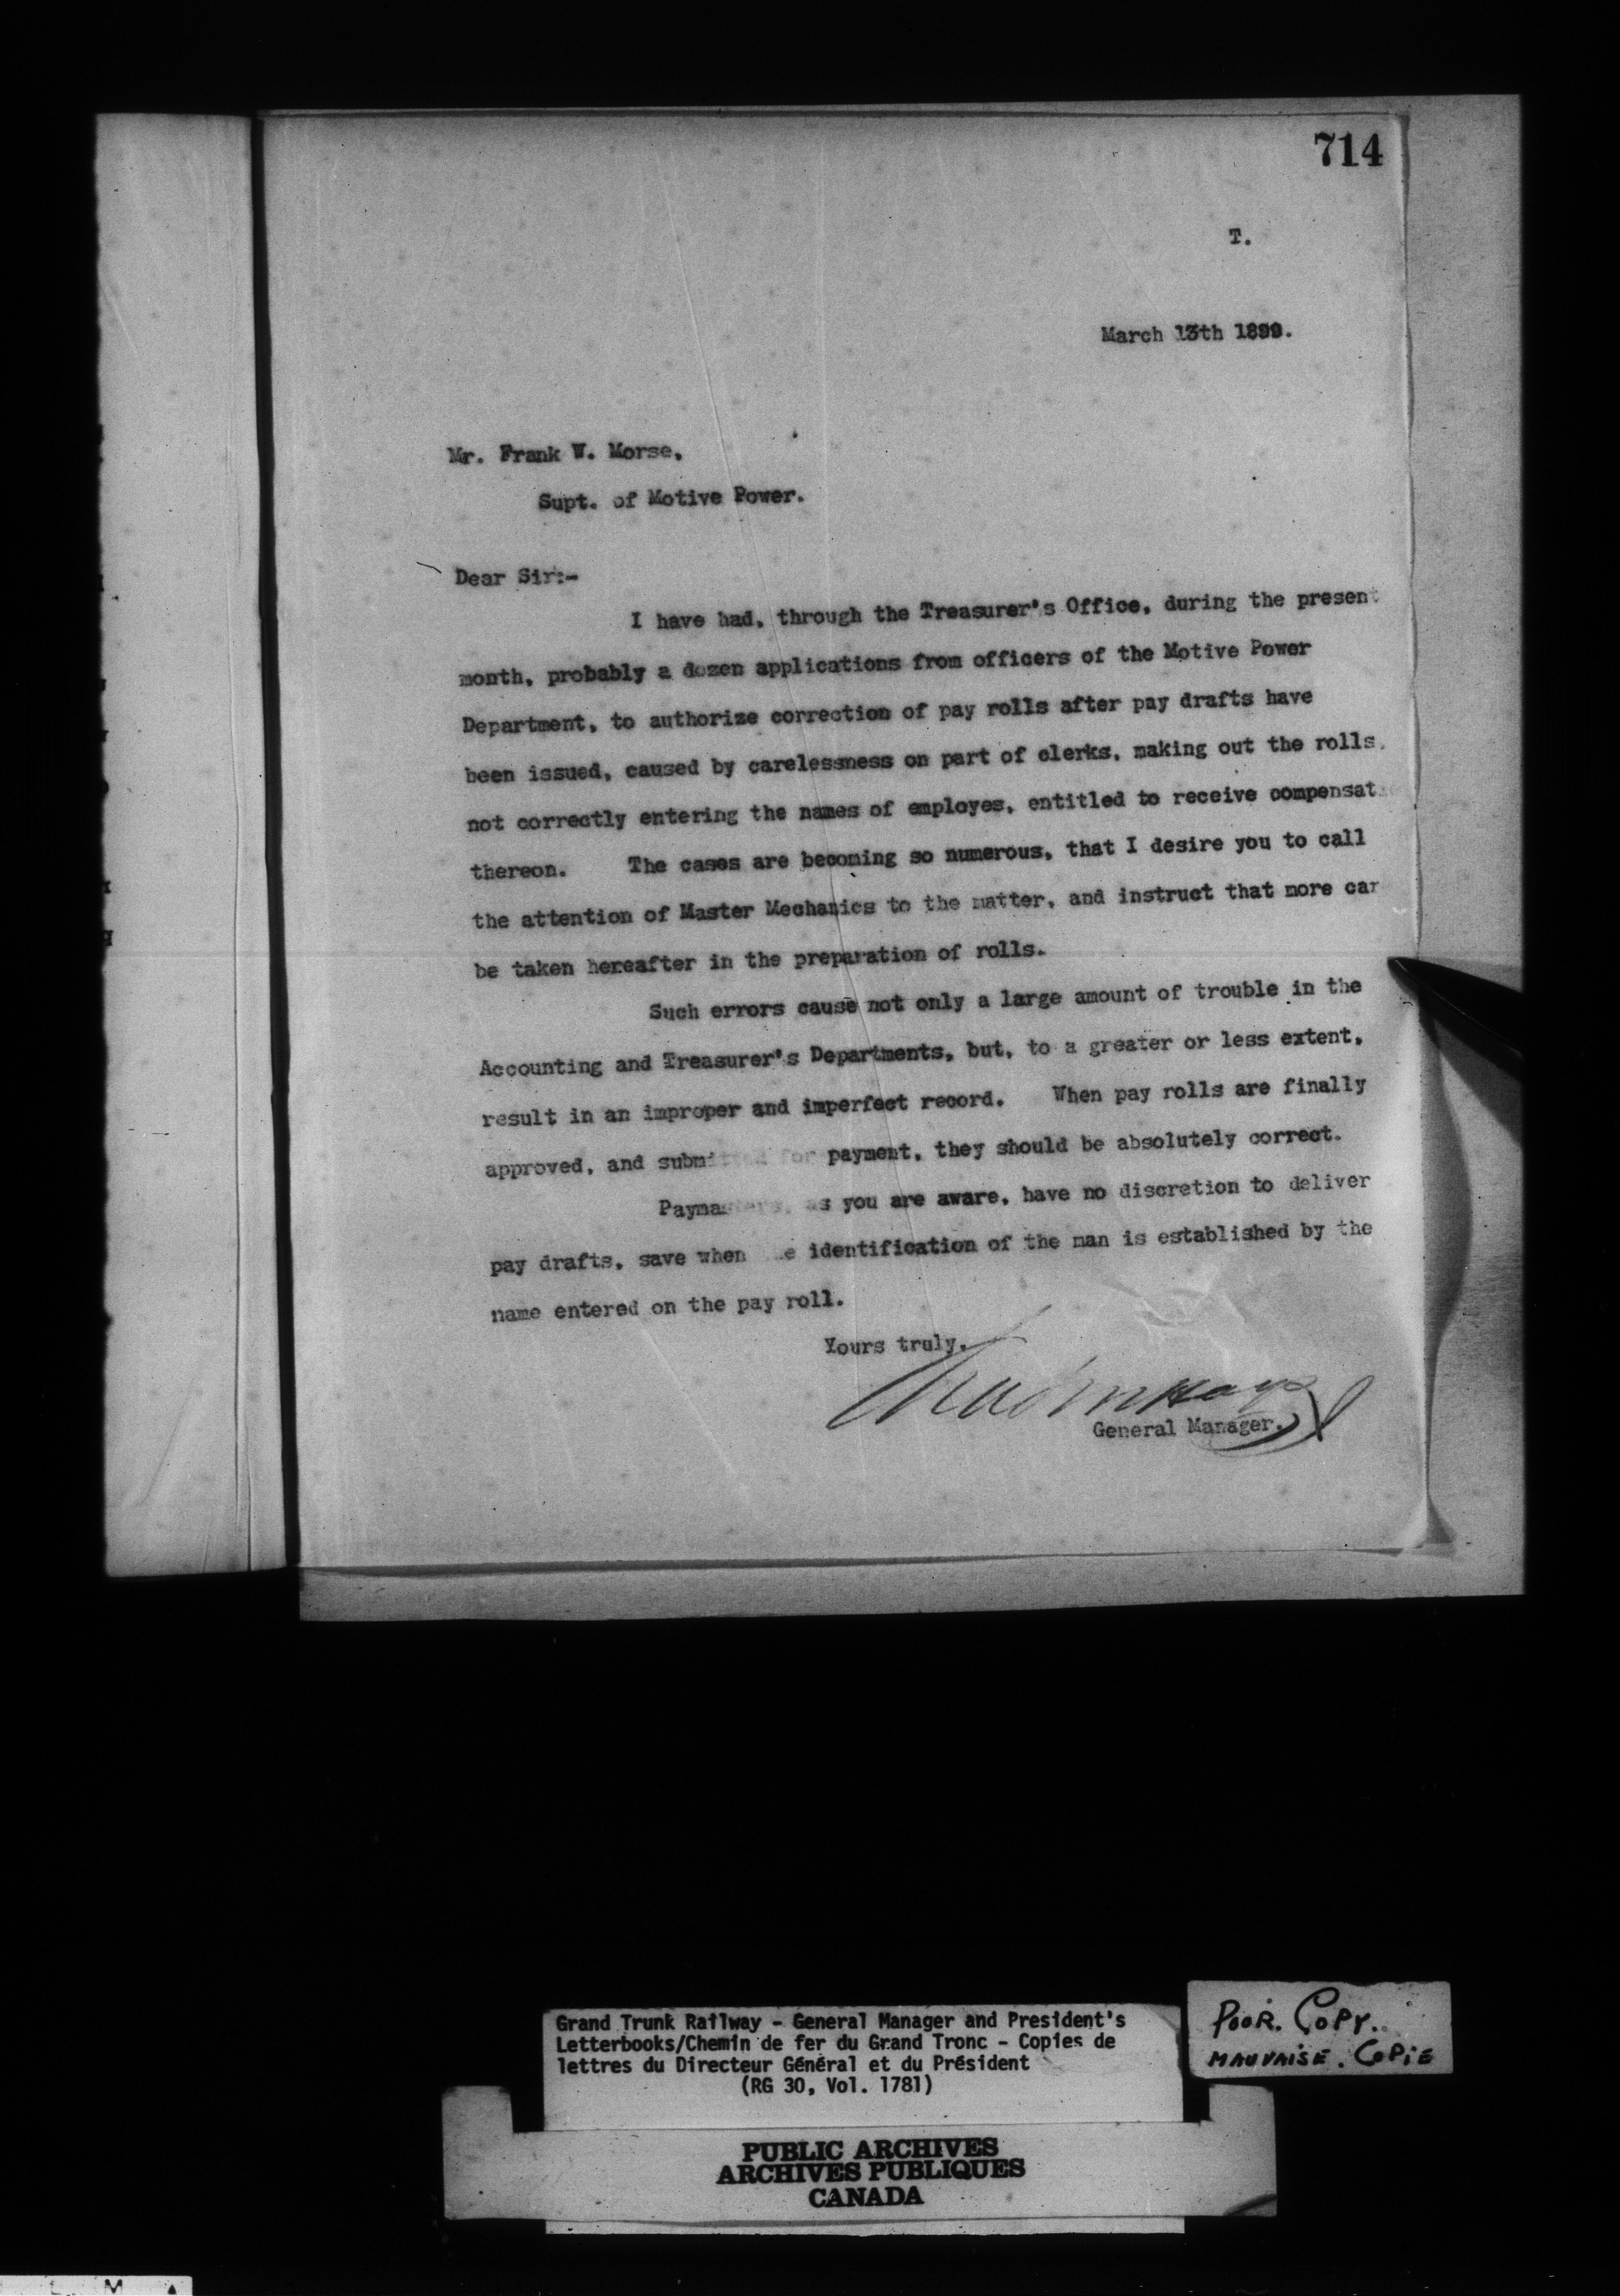 714
T.
March 13th 1899.
Mr. Frank W. Morse,
Supt. of Motive Power.
Dear Sir:-
I have had, through the Treasurer's Office, during the present
month, probably a dozen applications from officers of the Motive Power
Department, to authorize correction of pay rolls after pay drafts have
been issued, caused by carelessness on part of clerks, making out the rolls,
not correctly entering the names of employes, entitled to receive compensat
thereon. The cases are becoming so numerous, that I desire you to call
the attention of Master Mechanics to the matter, and instruct that more car
be taken hereafter in the preparation of rolls.
Such errors cause not only a large amount of trouble in the
Accounting and Treasurer's Departments, but, to a greater or less extent,
result in an improper and imperfect record. When pay rolls are finally
approved, and submitted for payment, they should be absolutely correct.
Paymasters, as you are aware, have no discretion to deliver
pay drafts, save when e identification of the man is established by the
name entered on the pay roll.
Yours truly,
Chas M Hays
General Manager.
Grand Trunk Railway - General Manager and President's
Letterbooks/Chemin de fer du Grand Tronc - Copies de
lettres du Directeur Général et du Président
(RG 30, Vol. 1781)
POOR. COPY.
MAUVAISE. COPIE
PUBLIC ARCHIVES
ARCHIVES PUBLIQUES
CANADA